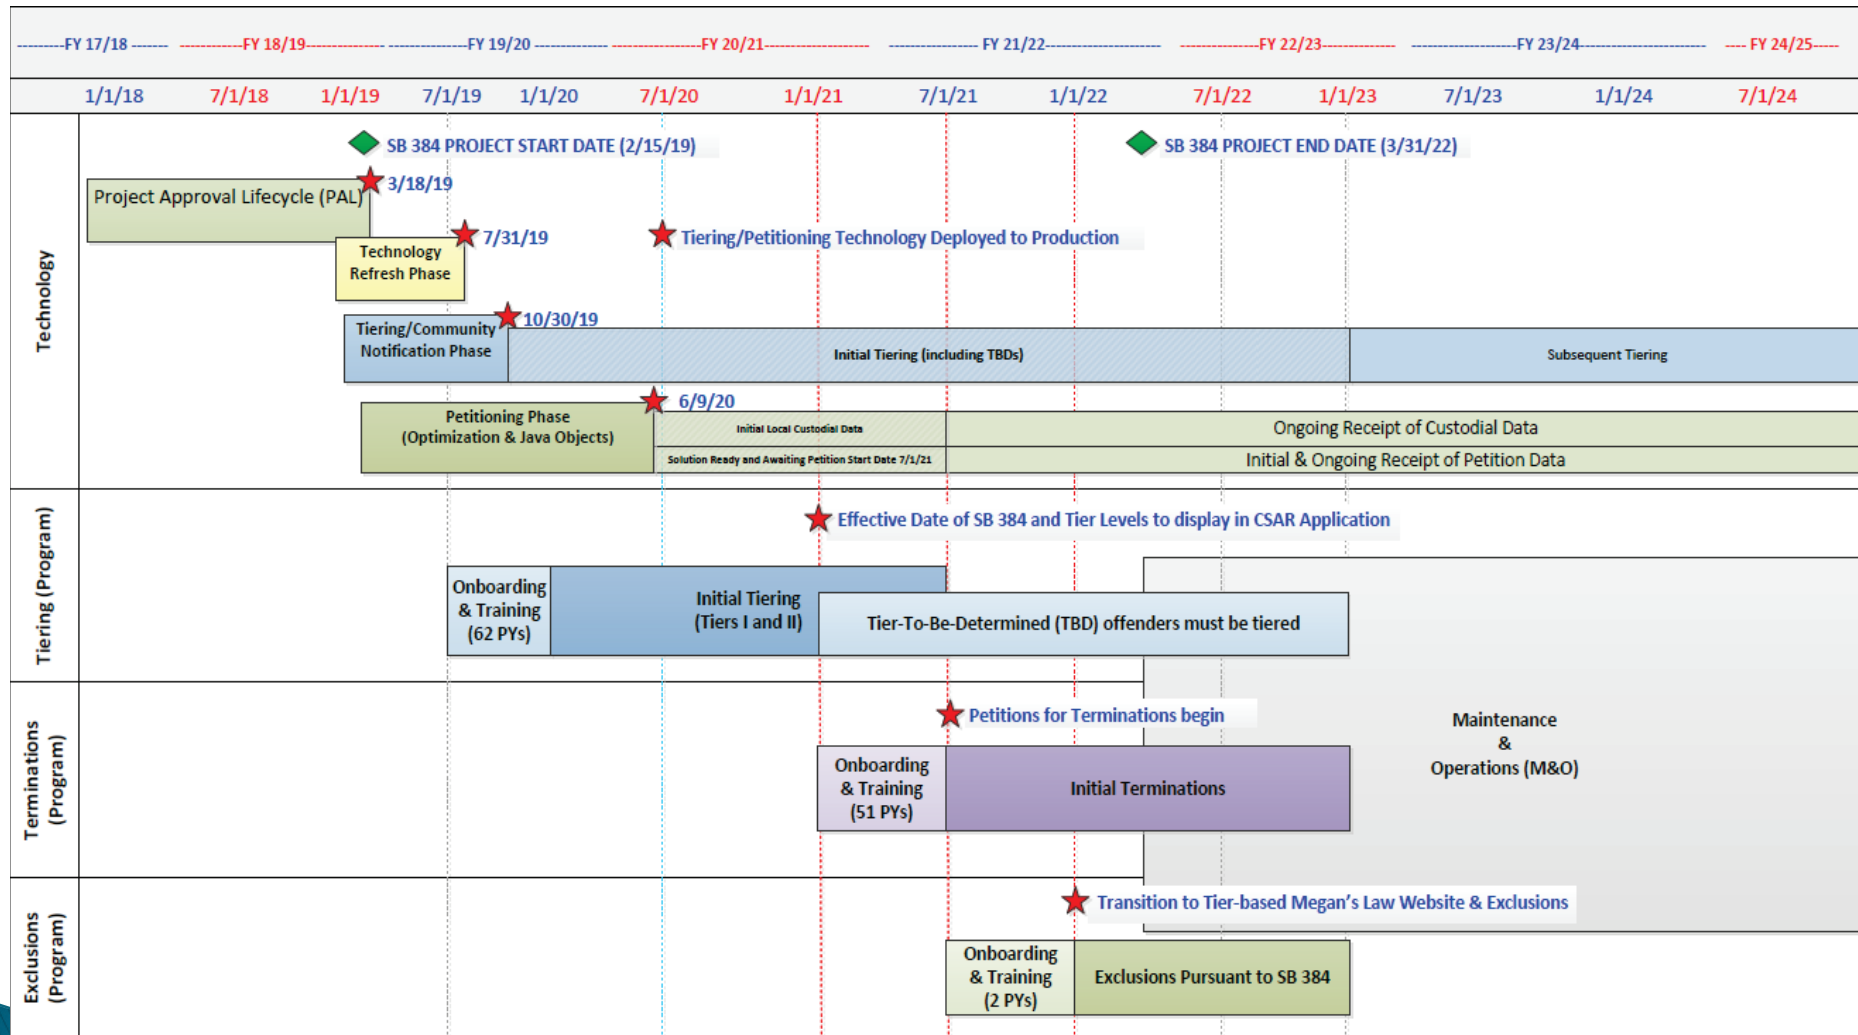 ---------FY 17/18 ------- ------------FY 18/19--------------- ---------------FY 19/20 -------------- -----------------FY 20/21-------------------- ----------------- FY 21/22---------------------- --------------FY 22/23------------- --------------------FY 23/24------------------------ ---- FY 24/25-----
1/1/18 7/1/18 1/1/19 7/1/19 1/1/20 7/1/20 1/1/21 7/1/21 1/1/22 7/1/22 1/1/23 7/1/23 1/1/24 7/1/24
Technology
SB 384 PROJECT START DATE (2/15/19)
SB 384 PROJECT END DATE (3/31/22)
Project Approval Lifecycle (PAL)
3/18/19
Technology
Refresh Phase
7/31/19
Tiering/Petitioning Technology Deployed to Production
Tiering/Community
Notification Phase
10/30/19
Initial Tiering (including TBDs)
Subsequent Tiering
Petitioning Phase
(Optimization & Java Objects)
6/9/20
Initial Local Custodial Data
Ongoing Receipt of Custodial Data
Solution Ready and Awaiting Petition Start Date 7/1/21
Initial & Ongoing Receipt of Petition Data
Tiering (Program)
Effective Date of SB 384 and Tier Levels to display in CSAR Application
Onboarding
& Training
(62 PYs)
Initial Tiering
(Tiers I and II)
Tier-To-Be-Determined (TBD) offenders must be tiered
Terminations
(Program)
Petitions for Terminations begin
Onboarding
& Training
(51 PYs)
Initial Terminations
Maintenance
&
Operations (M&O)
Exclusions
(Program)
Transition to Tier-based Megan's Law Website & Exclusions
Onboarding
& Training
(2 PYs)
Exclusions Pursuant to SB 384